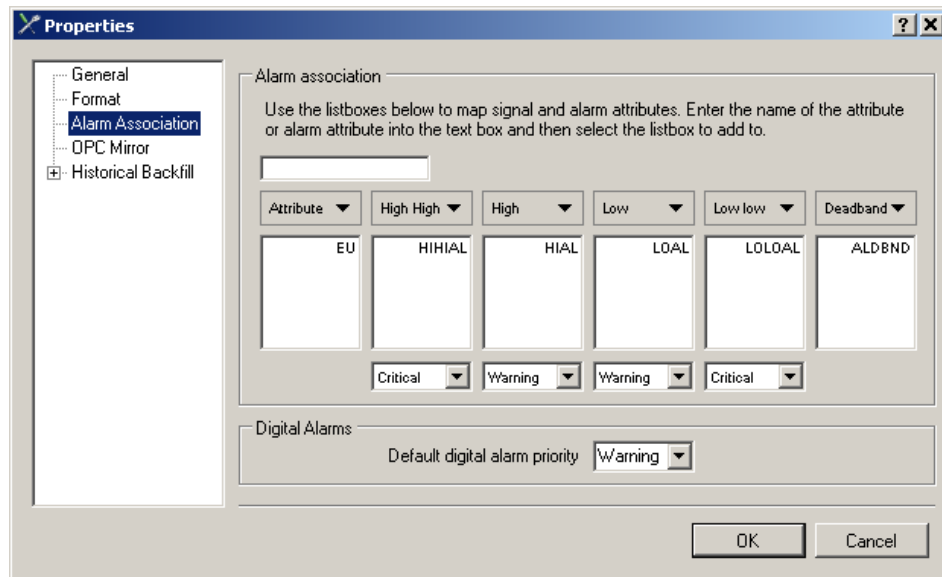 Properties
General
Format
Alarm Association
OPC Mirror
Historical Backfill
Alarm association
Use the listboxes below to map signal and alarm attributes. Enter the name of the attribute
or alarm attribute into the text box and then select the listbox to add to.
Attribute High High High Low Low low Deadband
EU HIHIAL HIAL LOAL LOLOAL ALDBND
Critical Warning Warning Critical
Digital Alarms
Default digital alarm priority Warning
OK Cancel